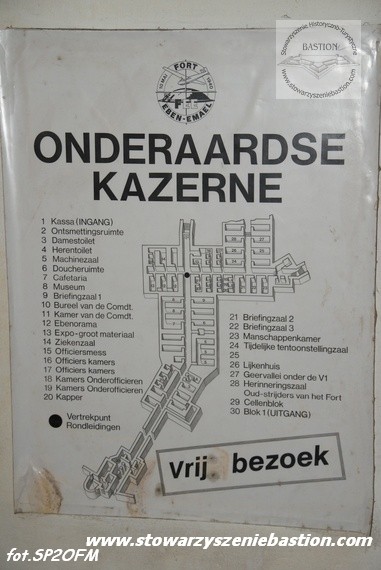 Stowarzyszenie Historyczno-Turystyczne
BASTION
www.stowarzyszeniebastion.com
FORT
10 MAI 1940
EBEN-EMAEL
ONDERAARDSE
KAZERNE
1 Kassa (INGANG)
2 Ontsmettingsruimte
3 Damestoilet
4 Herentoilet
5 Machinezaal
6 Doucheruimte
7 Cafetaria
8 Museum
9 Briefingzaal 1
10 Bureel van de Comdt.
11 Kamer van de Comdt.
12 Ebenorama
13 Expo-groot materiaal
14 Ziekenzaal
15 Officiersmess
16 Officiers kamers
17 Officiers kamers
18 Kamers Onderofficieren
19 Kamers Onderofficieren
20 Kapper
Vertrekpunt
Rondleidingen
21 Briefingzaal 2
22 Briefingzaal 3
23 Manschappenkamer
24 Tijdelijke tentoonstellingzaal
25
26 Lijkenhuis
27 Geervallei onder de V1
28 Herinneringszaal
Oud-strijders van het Fort
29 Cellenblok
30 Blok 1 (UITGANG)
Vrij bezoek
www.stowarzyszeniebastion.com
fot.SP2OFM